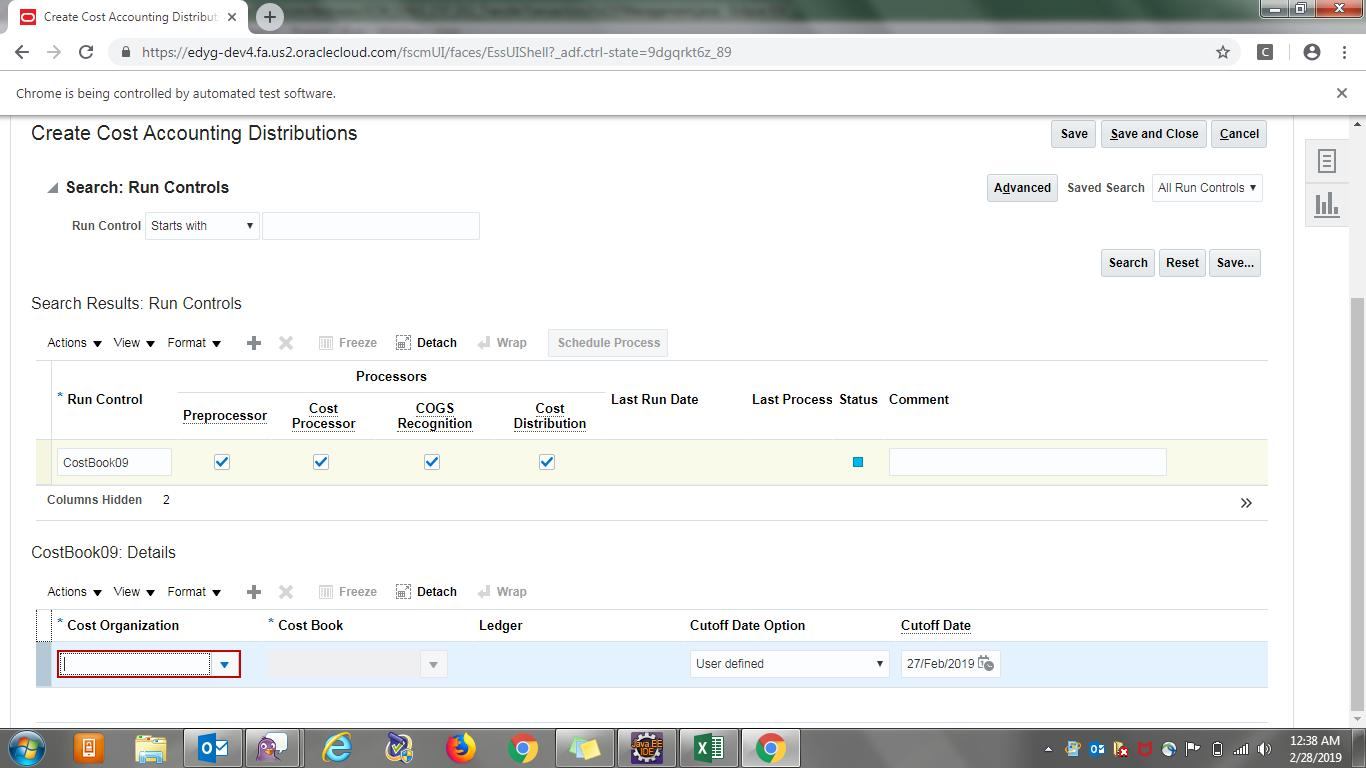 Create Cost Accounting Distribut
https://edyg-dev4.fa.us2.oraclecloud.com/fscmUI/faces/EssUIShell?_adf.ctrl-state=9dgqrkt6z_89
C
Chrome is being controlled by automated test software.
Create Cost Accounting Distributions
Save
Save and Close
Cancel
Search: Run Controls
Advanced
Saved Search
All Run Controls
Run Control
Starts with
Search
Reset
Save...
Search Results: Run Controls
Actions
View
Format
Freeze
Detach
Wrap
Schedule Process
Processors
* Run Control
Preprocessor
Cost
Processor
COGS
Recognition
Cost
Distribution
Last Run Date
Last Process
Status
Comment
CostBook09
Columns Hidden 2
CostBook09: Details
Actions
View
Format
Freeze
Detach
Wrap
* Cost Organization
* Cost Book
Ledger
Cutoff Date Option
Cutoff Date
User defined
27/Feb/2019
Java EE
IDE
12:38 AM
2/28/2019